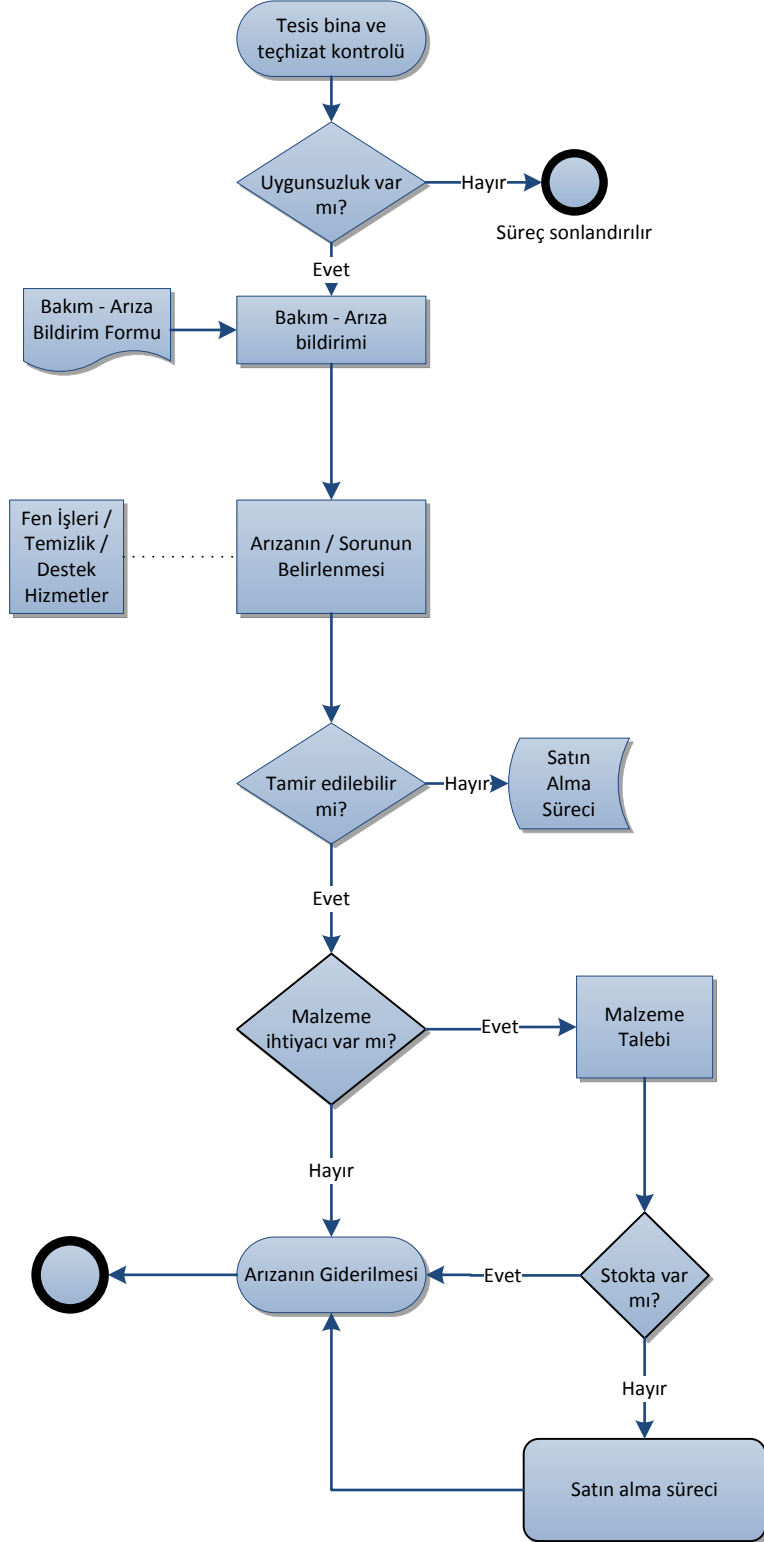 Tesis bina ve
teçhizat kontrolü
Uygunsuzluk var
mı?
Hayır
Süreç sonlandırılır
Evet
Bakım - Arıza
Bildirim Formu
Bakım - Arıza
bildirimi
Fen İşleri /
Temizlik /
Destek
Hizmetler
Arızanın / Sorunun
Belirlenmesi
Tamir edilebilir
mi?
Hayır
Satın
Alma
Süreci
Evet
Malzeme
ihtiyacı var mı?
Evet
Malzeme
Talebi
Hayır
Arızanın Giderilmesi
Evet
Stokta var
mı?
Hayır
Satın alma süreci